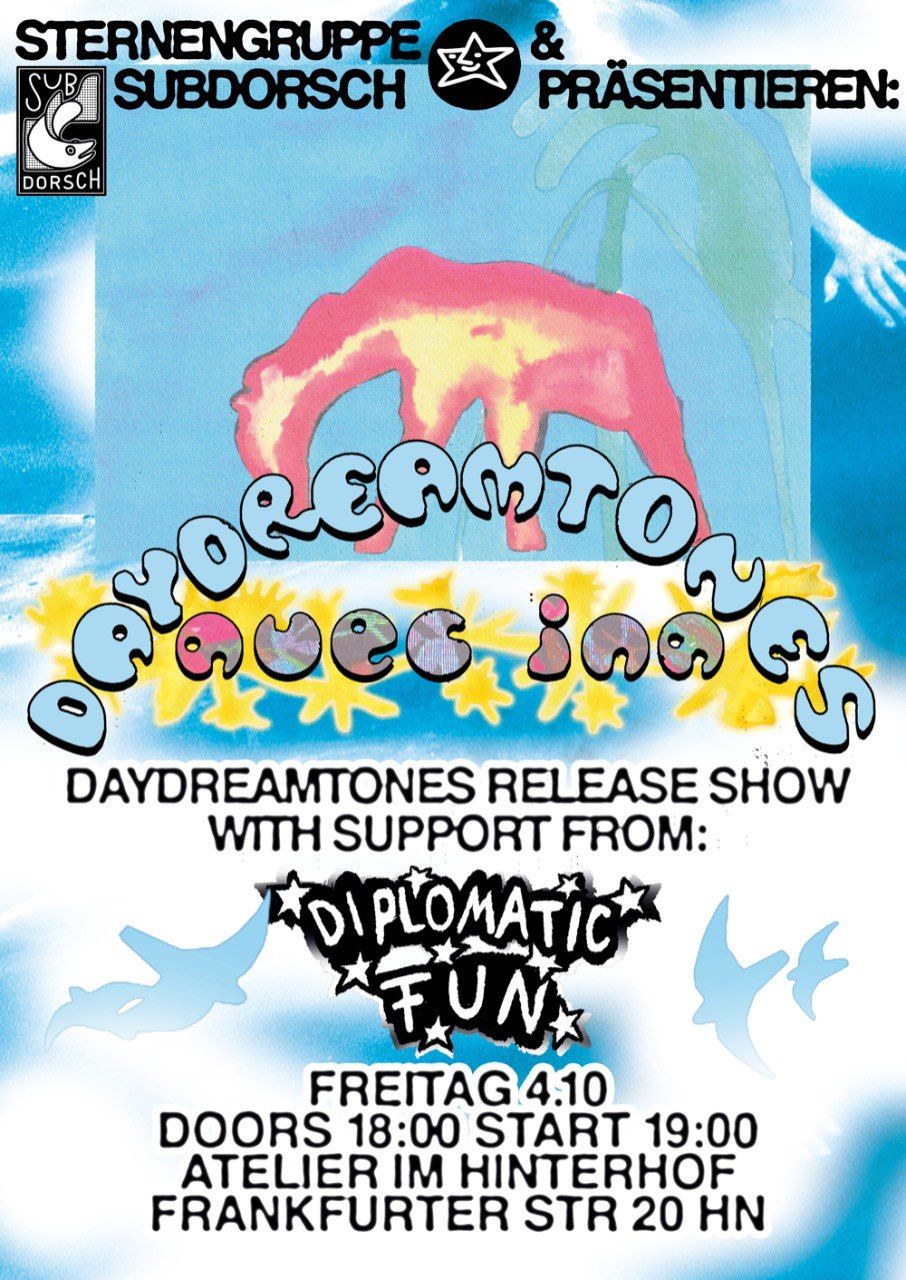 STERNENGRUPPE &
SUBDORSCH PRÄSENTIEREN:
SUB
DORSCH
DAYDREAMTONES
avec ina
DAYDREAMTONES RELEASE SHOW
WITH SUPPORT FROM:
DIPLOMATIC
FUN
FREITAG 4.10
DOORS 18:00 START 19:00
ATELIER IM HINTERHOF
FRANKFURTER STR 20 HN